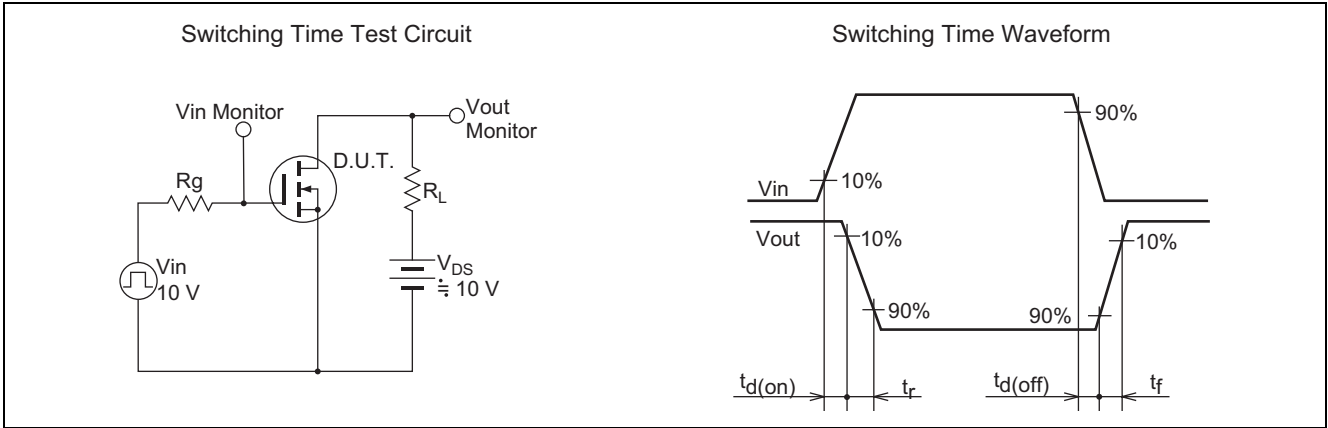 Switching Time Test Circuit
Vin Monitor
Vout
Monitor
D.U.T.
Rg
RL
Vin
10 V
VDS
≒ 10 V
Switching Time Waveform
90%
Vin
10%
Vout
10%
10%
90%
90%
td(on)
tr
td(off)
tf